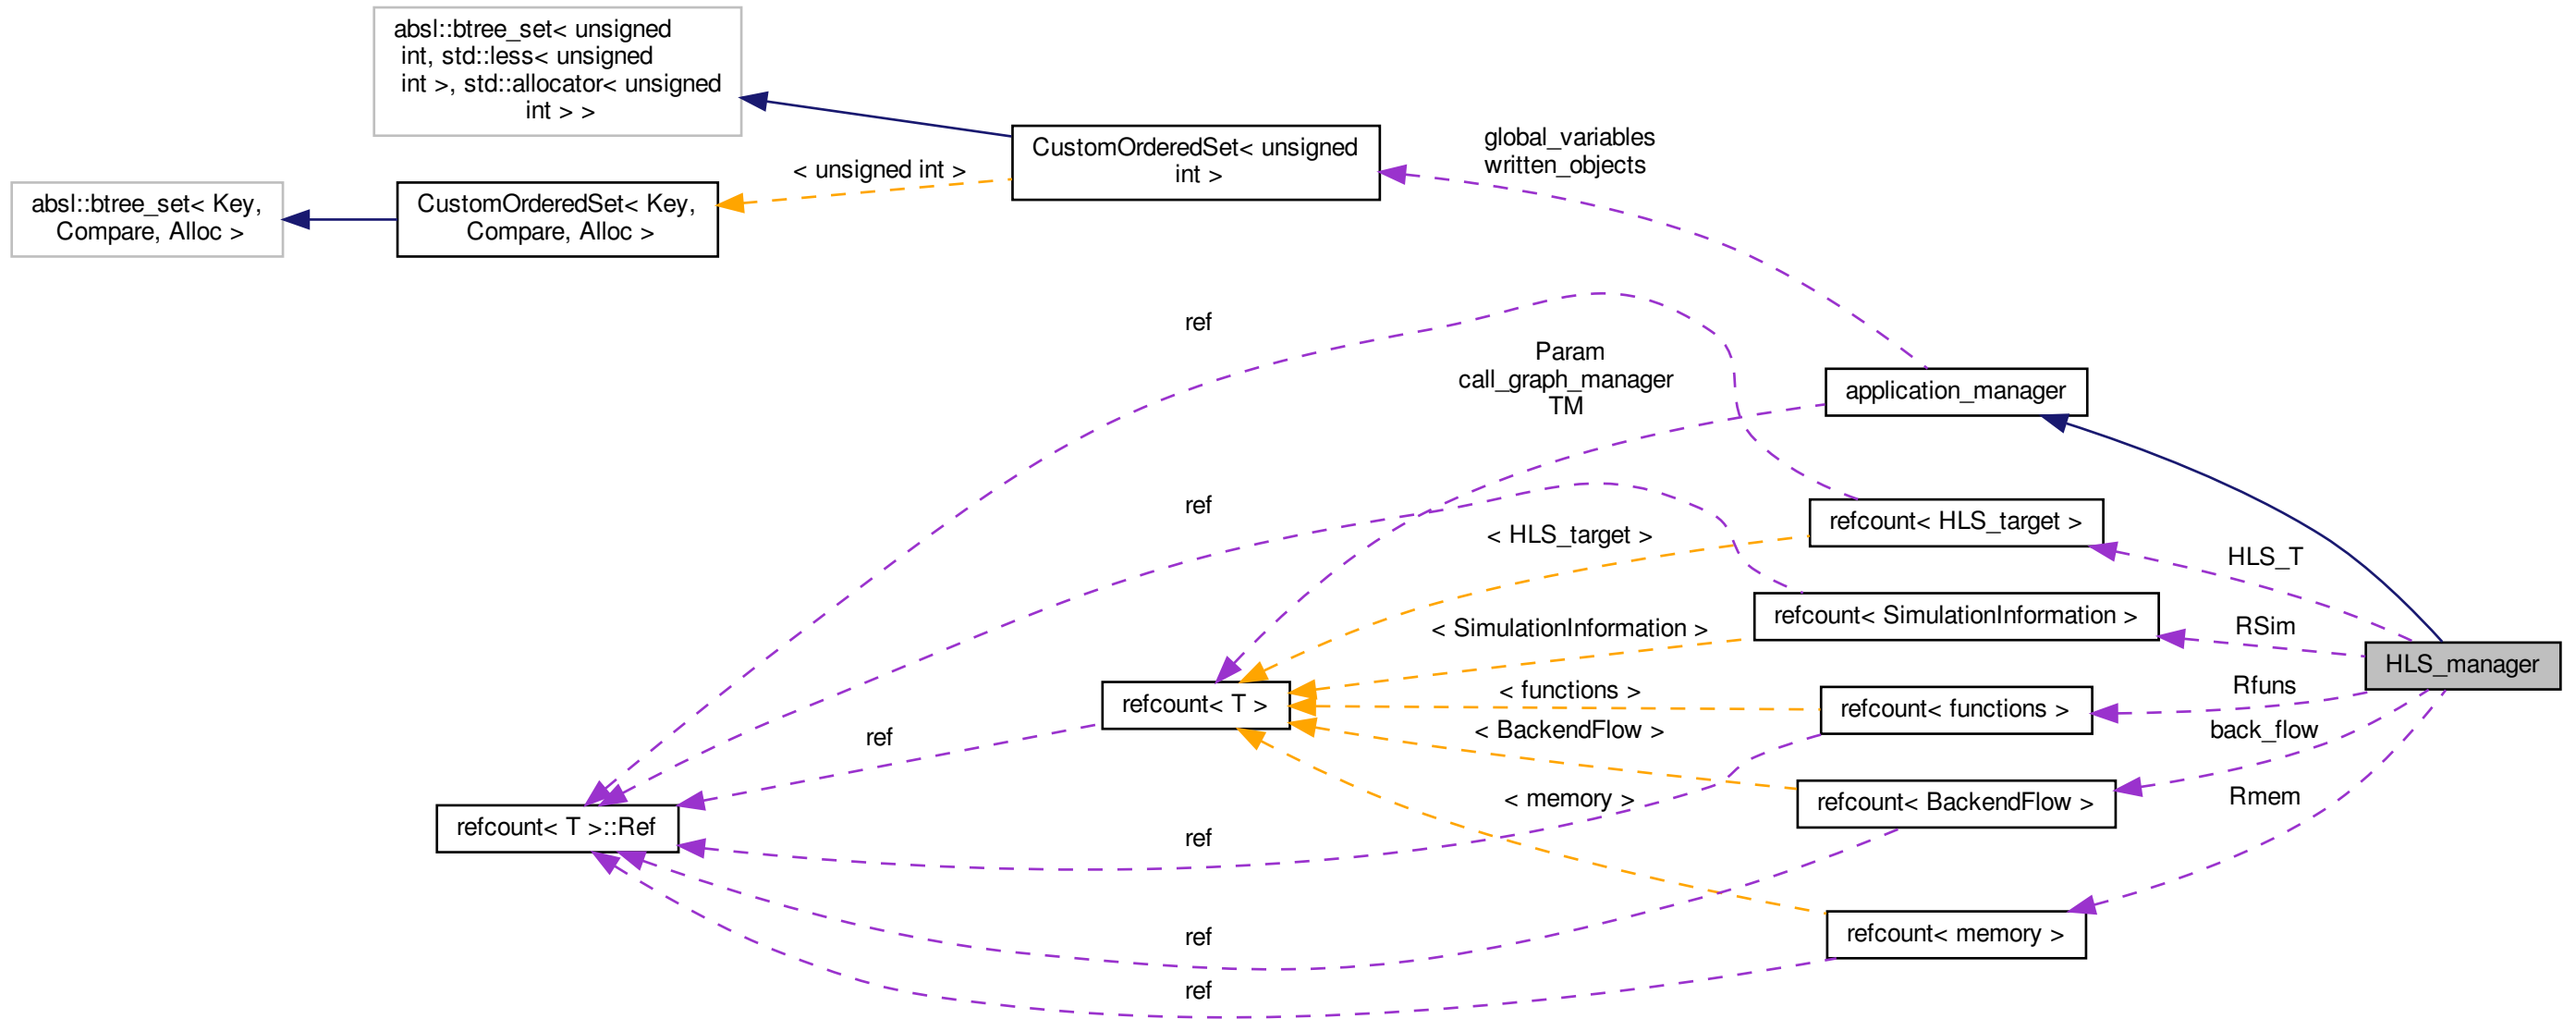 absl::btree_set< unsigned
int, std::less< unsigned
int >, std::allocator< unsigned
int > >
absl::btree_set< Key,
Compare, Alloc >
CustomOrderedSet< Key,
Compare, Alloc >
< unsigned int >
CustomOrderedSet< unsigned
int >
global_variables
written_objects
ref
Param
call_graph_manager
TM
application_manager
ref
< HLS_target >
refcount< HLS_target >
HLS_T
< SimulationInformation >
refcount< SimulationInformation >
RSim
HLS_manager
refcount< T >
< functions >
refcount< functions >
Rfuns
ref
< BackendFlow >
back_flow
refcount< T >::Ref
< memory >
refcount< BackendFlow >
Rmem
ref
ref
refcount< memory >
ref